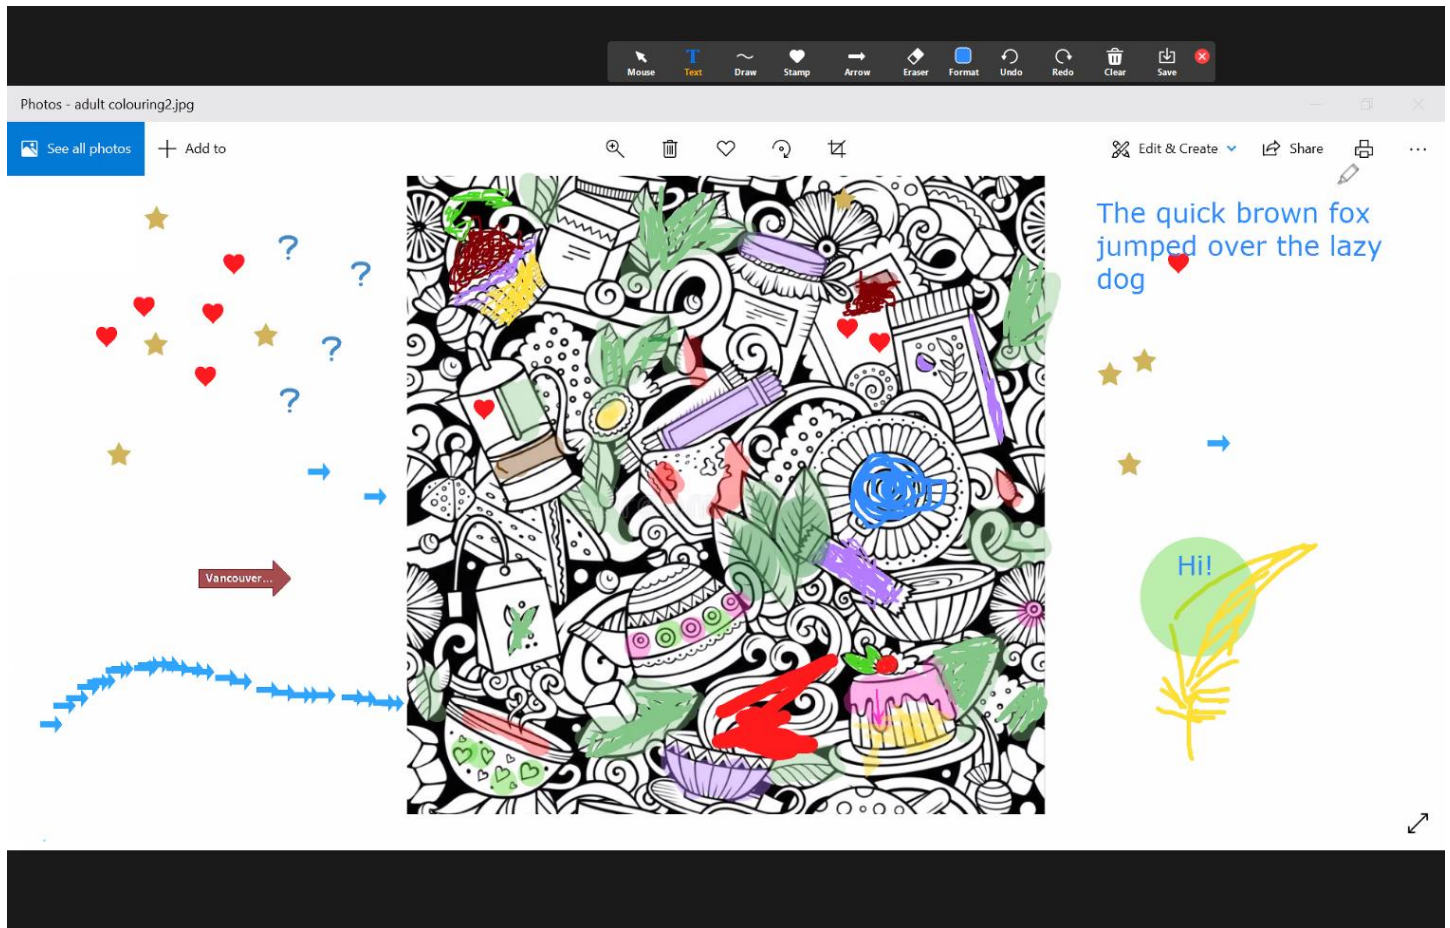 Mouse Text Draw Stamp Arrow Eraser Format Undo Redo Clear Save
Photos - adult colouring2.jpg
See all photos Add to Edit & Create Share
The quick brown fox
jumped over the lazy
dog
?
?
?
?
Hi!
Vancouver...